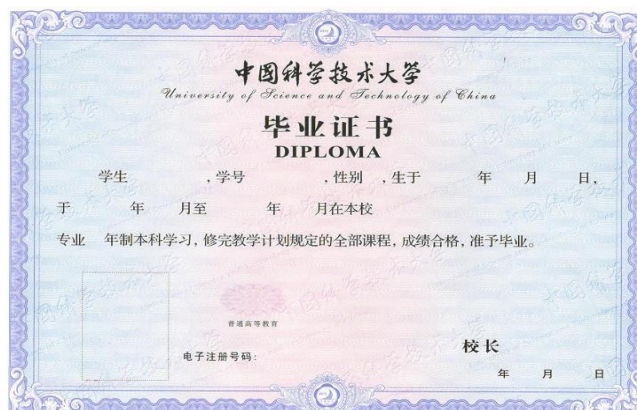 中国科学技术大学
University of Science and Technology of China
毕业证书
DIPLOMA
学生 ,学号 ,性别 ,生于 年 月 日,
于 年 月至 年 月在本校
专业 年制本科学习,修完教学计划规定的全部课程,成绩合格,准予毕业。
普通高等教育
电子注册号码:
校长
年 月 日